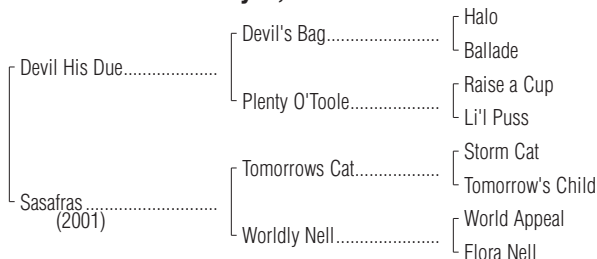 Halo
Devil's Bag....................
Ballade
Devil His Due....................
Raise a Cup
Plenty O'Toole....................
Li'l Puss
Storm Cat
Tomorrows Cat..................
Tomorrow's Child
Sasafras............................
(2001)
World Appeal
Worldly Nell......................
Flora Nell